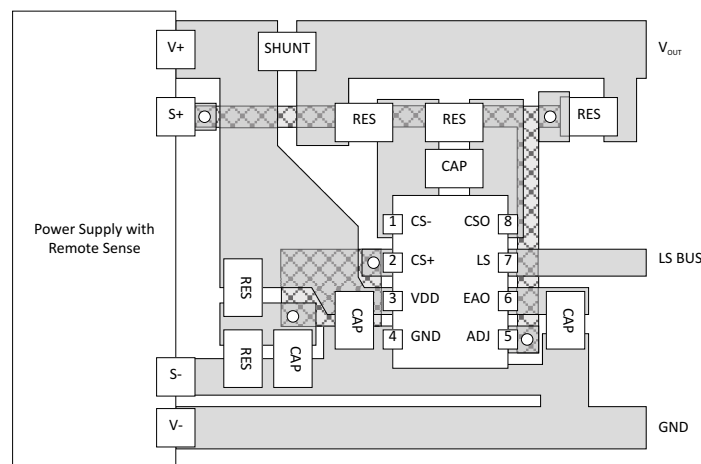 V+
SHUNT
V_OUT
S+
RES
RES
RES
CAP
1 CS- CSO 8
Power Supply with
Remote Sense
2 CS+ LS 7
LS BUS
RES
3 VDD EAO 6
CAP
CAP
4 GND ADJ 5
RES
CAP
S-
V-
GND